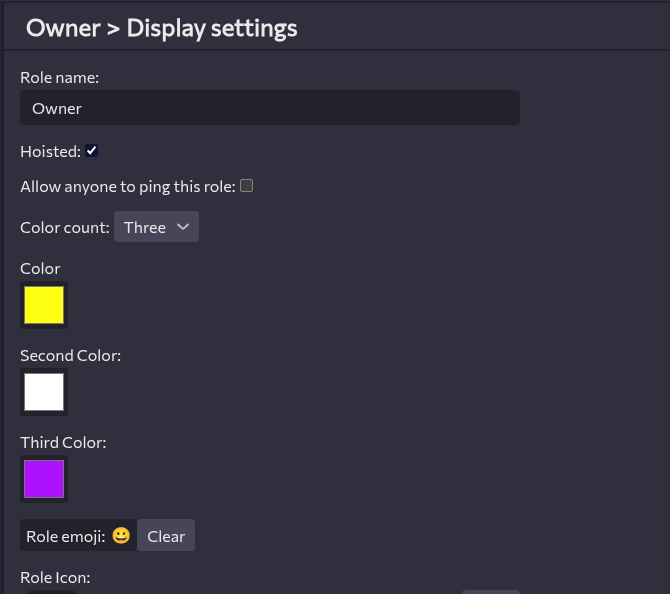 Owner > Display settings
Role name:
Owner
Hoisted:
Allow anyone to ping this role:
Color count: Three
Color
Second Color:
Third Color:
Role emoji: 😀 Clear
Role Icon: